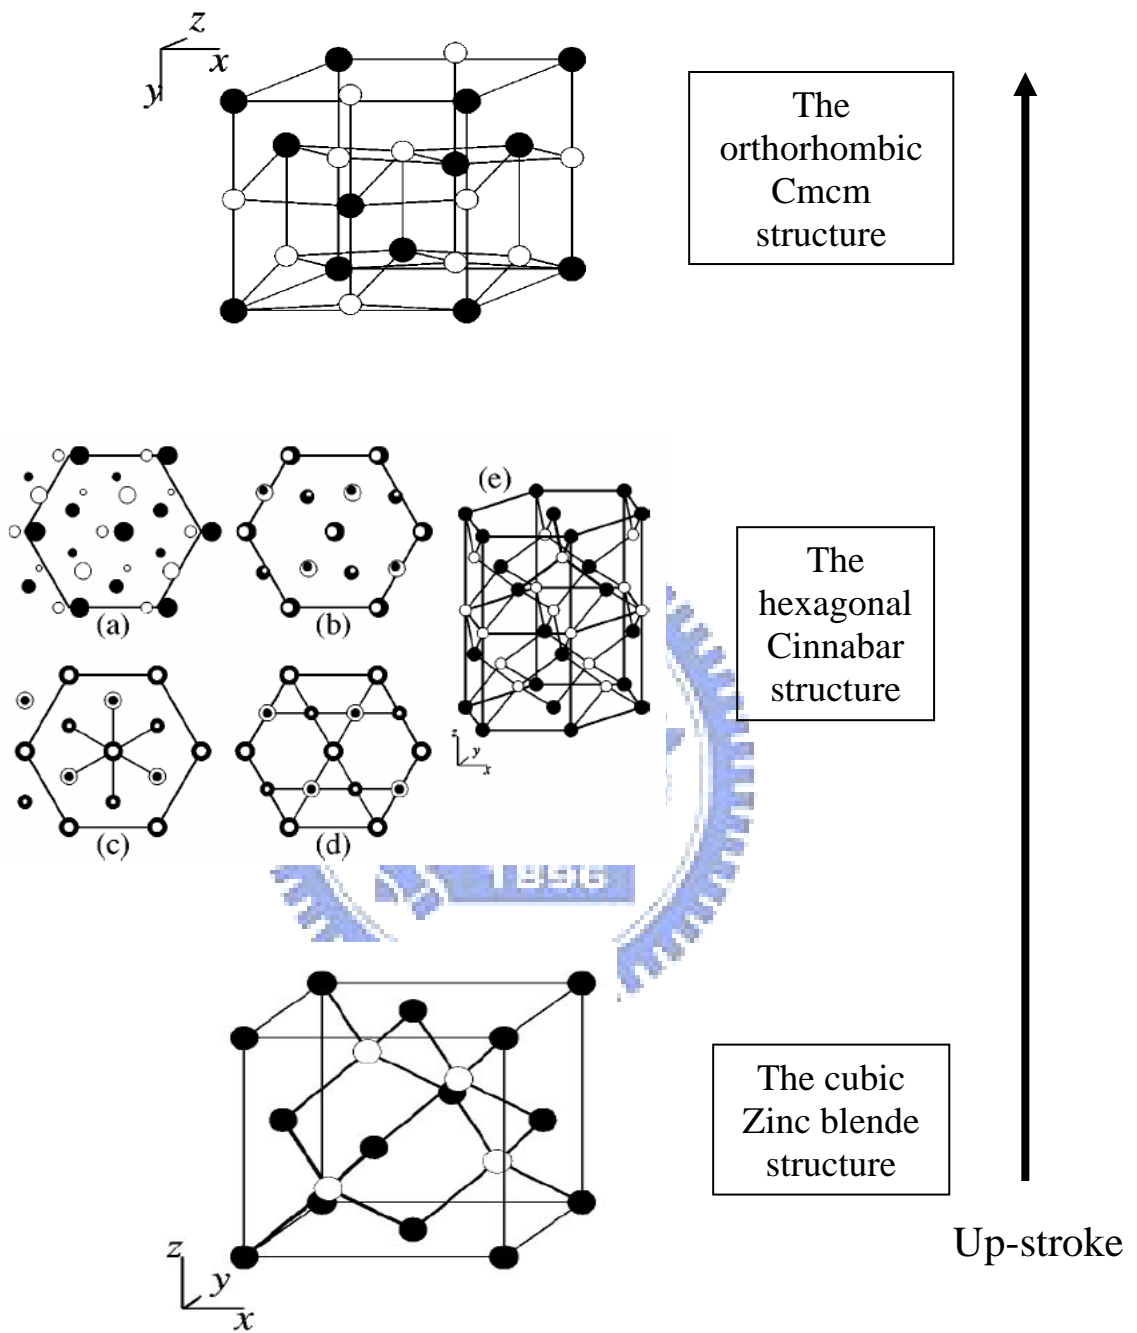 z
x
y
The
orthorhombic
Cmcm
structure
(e)
(a)
(b)
The
hexagonal
Cinnabar
structure
z
y
x
(c)
(d)
1896
The cubic
Zinc blende
structure
Up-stroke
z
y
x